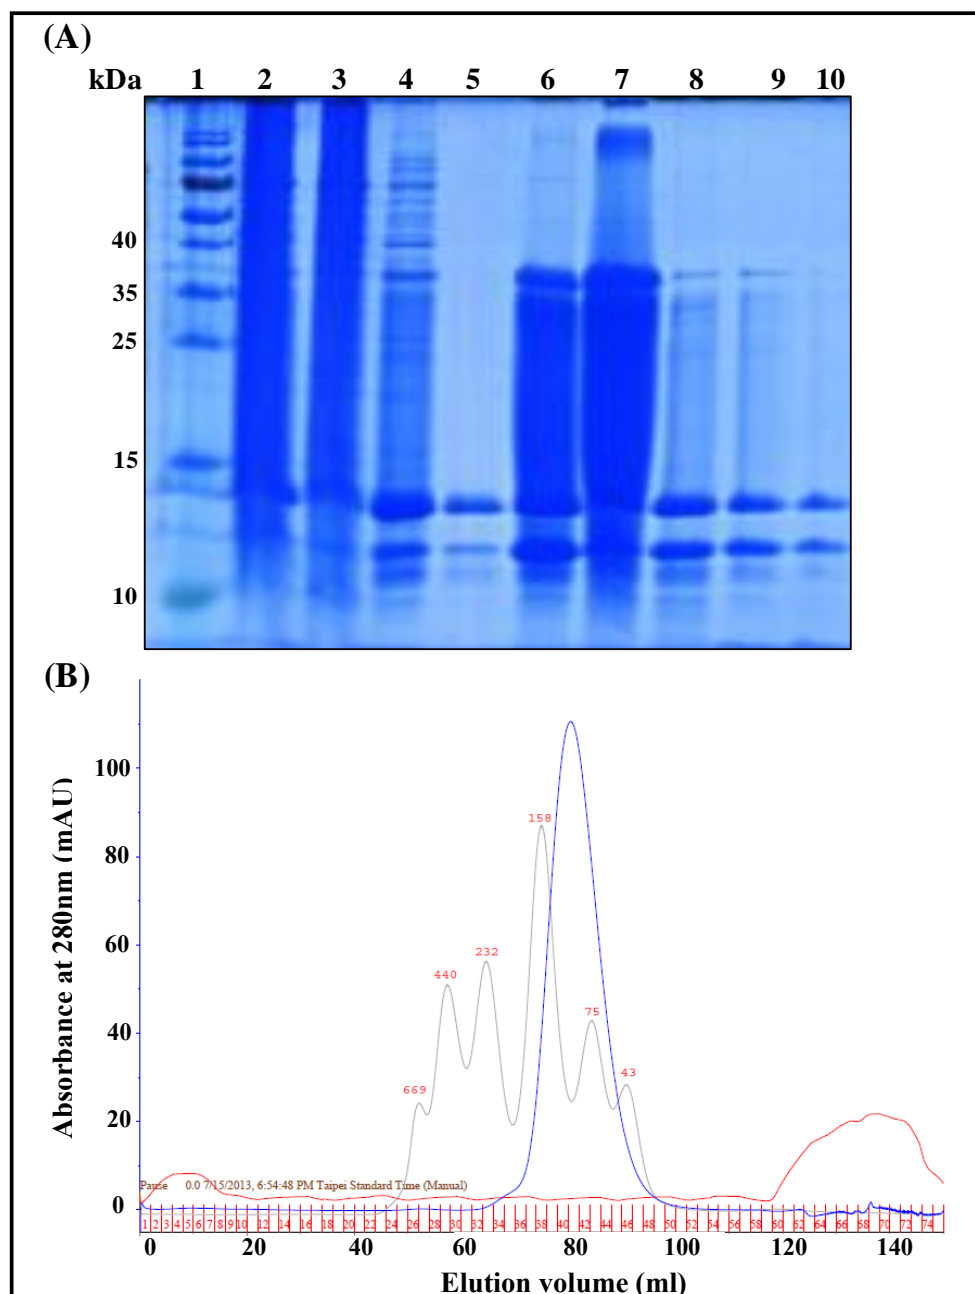 (A)
kDa 1 2 3 4 5 6 7 8 9 10
40
35
25
15
10
(B)
Absorbance at 280nm (mAU)
100
80
60
40
20
0
669
440
232
158
75
43
Pause 0.0 7/15/2013, 6:54:48 PM Taipei Standard Time (Manual)
1 2 3 4 5 6 7 8 9 10 12 14 16 18 20 22 24 26 28 30 32 34 36 38 40 42 44 46 48 50 52 54 56 58 60 62 64 66 68 70 72 74
0 20 40 60 80 100 120 140
Elution volume (ml)